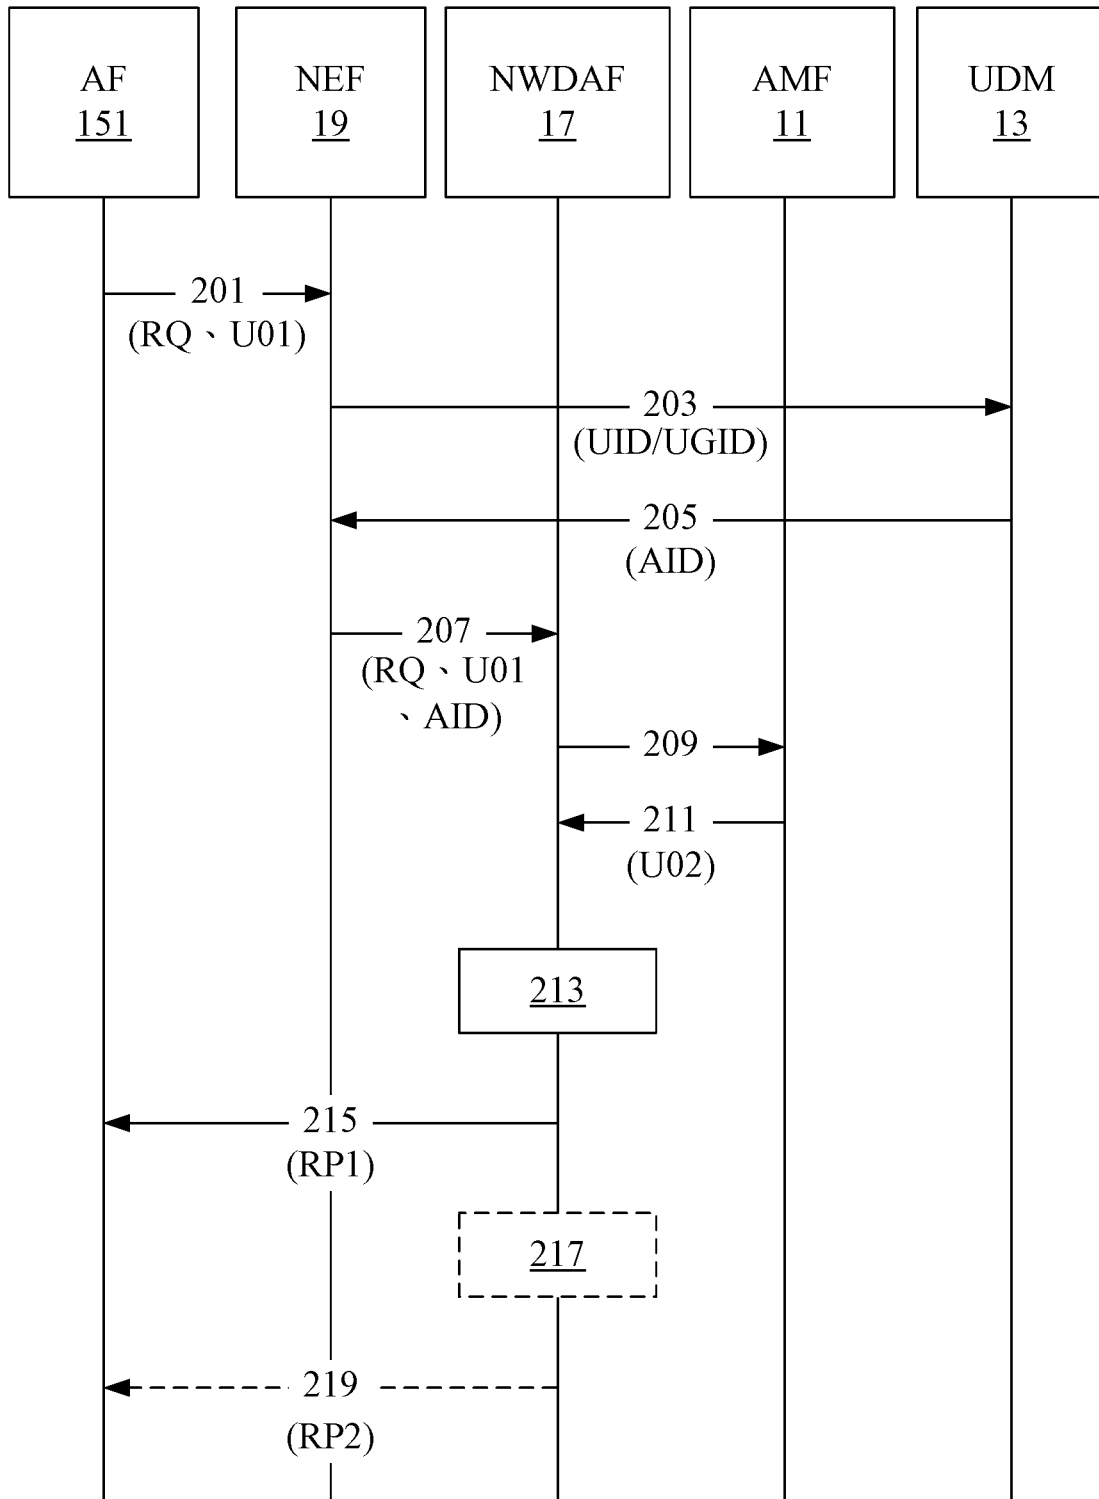 AF
151
NEF
19
NWDAF
17
AMF
11
UDM
13
201
(RQ、U01)
203
(UID/UGID)
205
(AID)
207
(RQ、U01
、AID)
209
211
(U02)
213
215
(RP1)
217
219
(RP2)